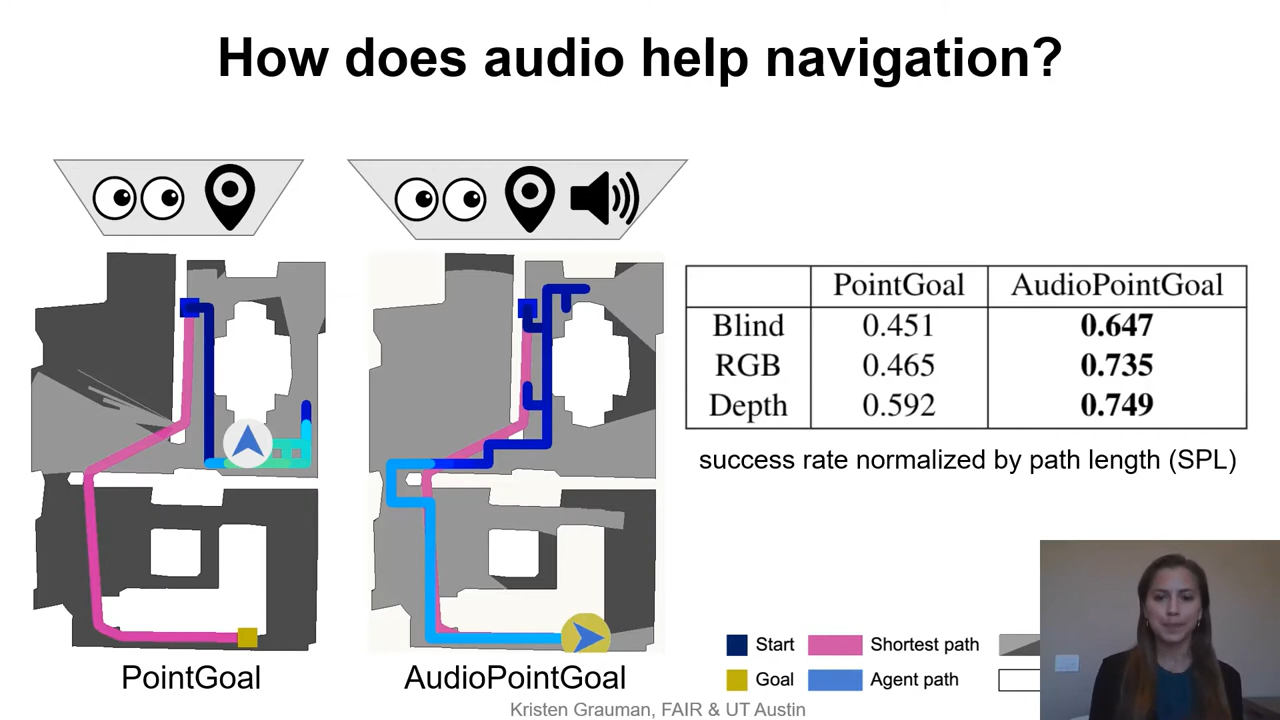 How does audio help navigation?
PointGoal AudioPointGoal
Blind 0.451 0.647
RGB 0.465 0.735
Depth 0.592 0.749
success rate normalized by path length (SPL)
Start Shortest path
Goal Agent path
PointGoal AudioPointGoal
Kristen Grauman, FAIR & UT Austin